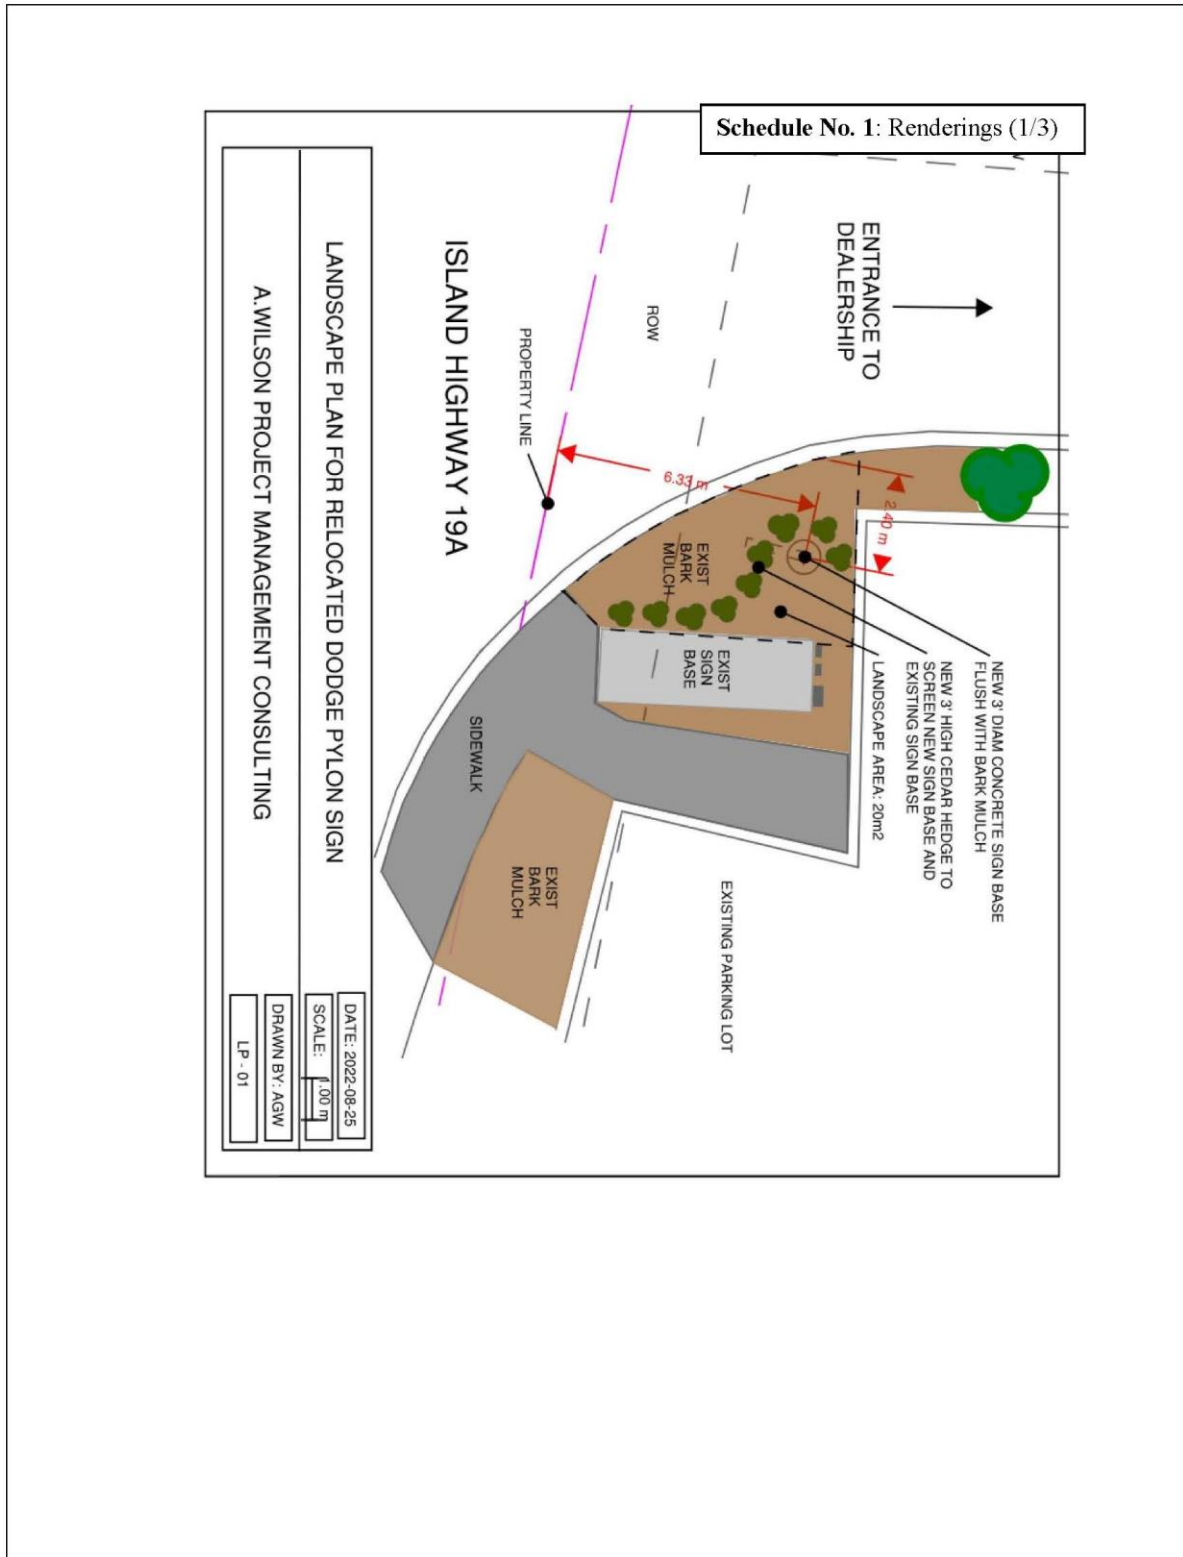 Schedule No. 1: Renderings (1/3)
ENTRANCE TO
DEALERSHIP
ROW
PROPERTY LINE
ISLAND HIGHWAY 19A
6.33 m
2.40 m
NEW 3' DIAM CONCRETE SIGN BASE
FLUSH WITH BARK MULCH
NEW 3' HIGH CEDAR HEDGE TO
SCREEN NEW SIGN BASE AND
EXISTING SIGN BASE
LANDSCAPE AREA: 20m2
EXIST
BARK
MULCH
EXIST
SIGN
BASE
SIDEWALK
EXIST
BARK
MULCH
EXISTING PARKING LOT
LANDSCAPE PLAN FOR RELOCATED DODGE PYLON SIGN
A.WILSON PROJECT MANAGEMENT CONSULTING
DATE: 2022-08-25
SCALE: 1.00 m
DRAWN BY: AGW
LP - 01